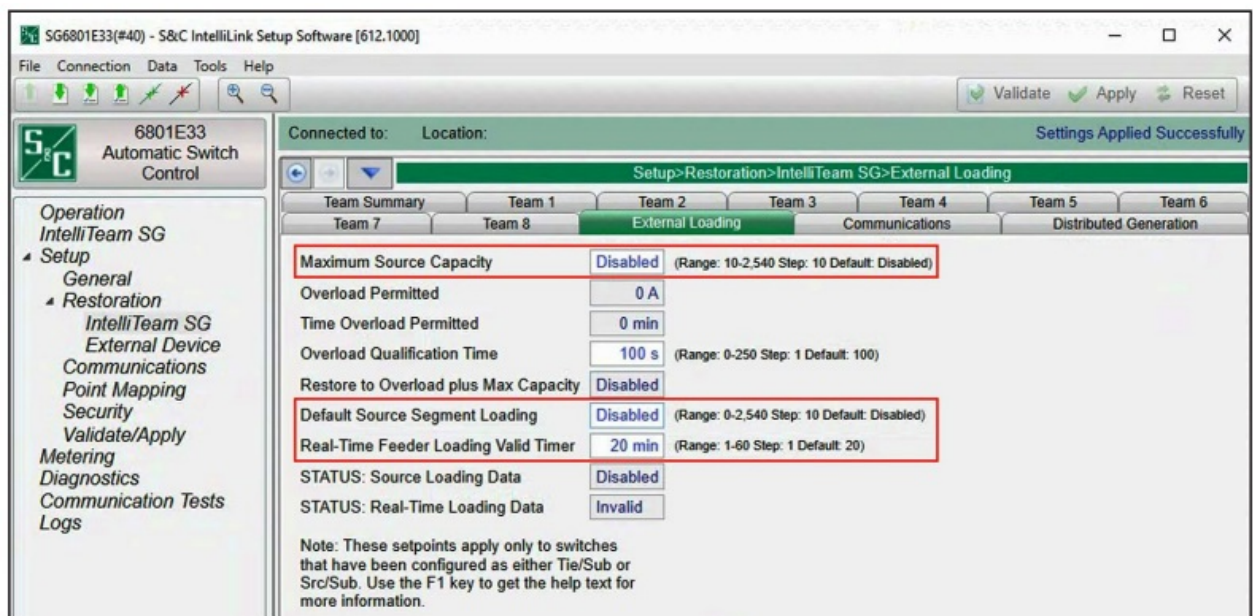 SG6801E33(#40) - S&C IntelliLink Setup Software [612.1000]
File Connection Data Tools Help
Validate Apply Reset
S&C
6801E33
Automatic Switch
Control
Connected to: Location: Settings Applied Successfully
Setup>Restoration>IntelliTeam SG>External Loading
Team Summary Team 1 Team 2 Team 3 Team 4 Team 5 Team 6
Team 7 Team 8 External Loading Communications Distributed Generation
Operation
IntelliTeam SG
Setup
General
Restoration
IntelliTeam SG
External Device
Communications
Point Mapping
Security
Validate/Apply
Metering
Diagnostics
Communication Tests
Logs
Maximum Source Capacity Disabled (Range: 10-2,540 Step: 10 Default: Disabled)
Overload Permitted 0 A
Time Overload Permitted 0 min
Overload Qualification Time 100 s (Range: 0-250 Step: 1 Default: 100)
Restore to Overload plus Max Capacity Disabled
Default Source Segment Loading Disabled (Range: 0-2,540 Step: 10 Default: Disabled)
Real-Time Feeder Loading Valid Timer 20 min (Range: 1-60 Step: 1 Default: 20)
STATUS: Source Loading Data Disabled
STATUS: Real-Time Loading Data Invalid
Note: These setpoints apply only to switches
that have been configured as either Tie/Sub or
Src/Sub. Use the F1 key to get the help text for
more information.